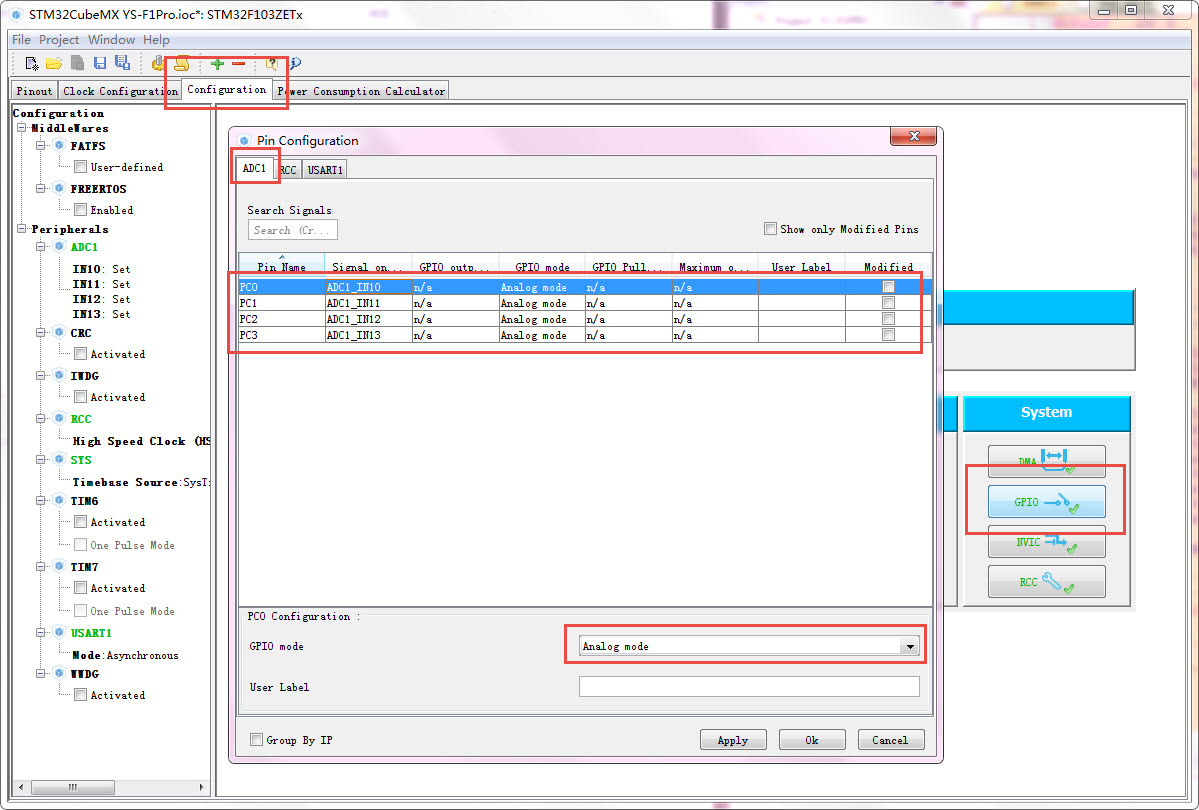 STM32CubeMX YS-F1Pro.ioc*: STM32F103ZETx
File Project Window Help
Pinout Clock Configuration Configuration Power Consumption Calculator
Configuration
MiddleWares
FATFS
User-defined
FREERTOS
Enabled
Peripherals
ADC1
IN10: Set
IN11: Set
IN12: Set
IN13: Set
CRC
Activated
IWDG
Activated
RCC
High Speed Clock (HS
SYS
Timebase Source:SysT:
TIM6
Activated
One Pulse Mode
TIM7
Activated
One Pulse Mode
USART1
Mode:Asynchronous
WWDG
Activated
Pin Configuration
ADC1 RCC USART1
Search Signals
Search (Cr...
Show only Modified Pins
Pin Name Signal on... GPIO outp... GPIO mode GPIO Pull... Maximum o... User Label Modified
PC0 ADC1_IN10 n/a Analog mode n/a n/a
PC1 ADC1_IN11 n/a Analog mode n/a n/a
PC2 ADC1_IN12 n/a Analog mode n/a n/a
PC3 ADC1_IN13 n/a Analog mode n/a n/a
PC0 Configuration :
GPIO mode Analog mode
User Label
Group By IP
Apply Ok Cancel
System
DMA
GPIO
NVIC
RCC